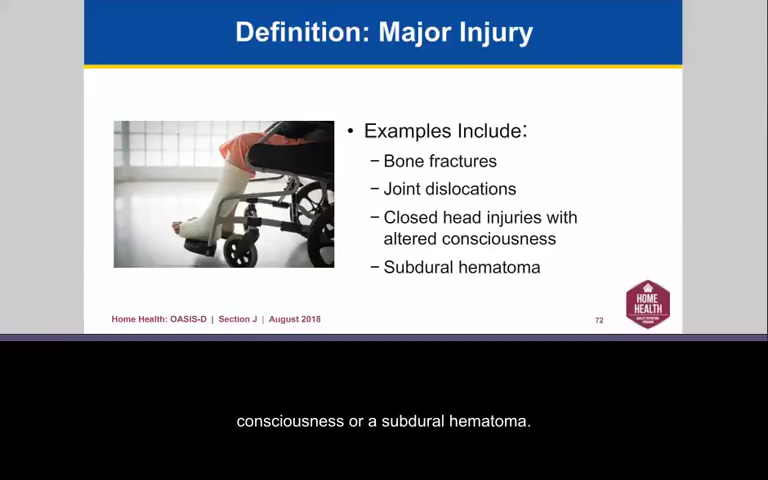 Definition: Major Injury
• Examples Include:
− Bone fractures
− Joint dislocations
− Closed head injuries with
altered consciousness
− Subdural hematoma
HOME
HEALTH
Home Health: OASIS-D | Section J | August 2018
72
consciousness or a subdural hematoma.